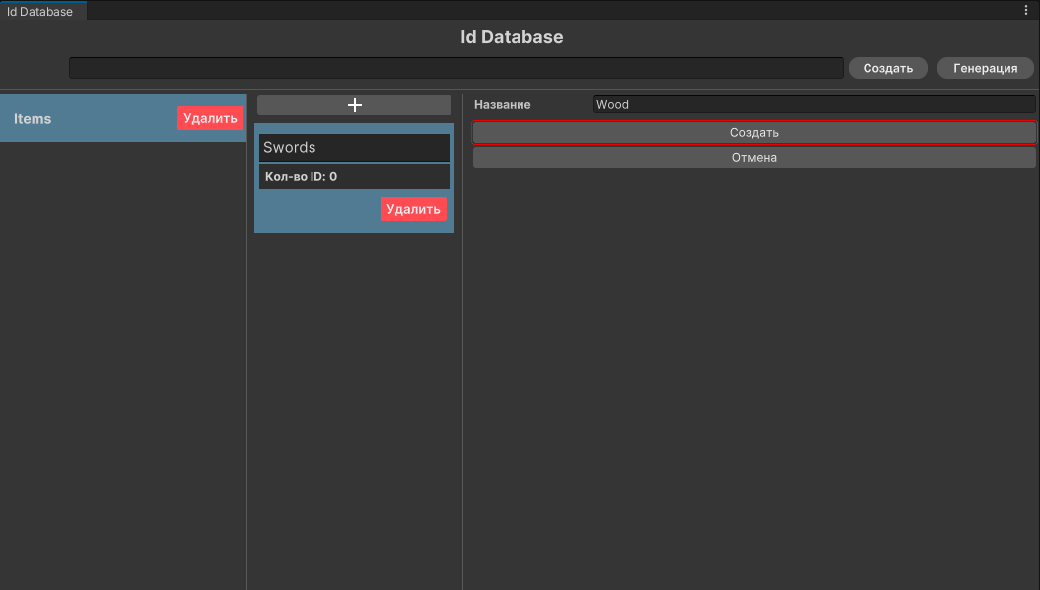 Id Database
Id Database
Создать
Генерация
Items
Удалить
Swords
Кол-во ID: 0
Удалить
Название
Wood
Создать
Отмена